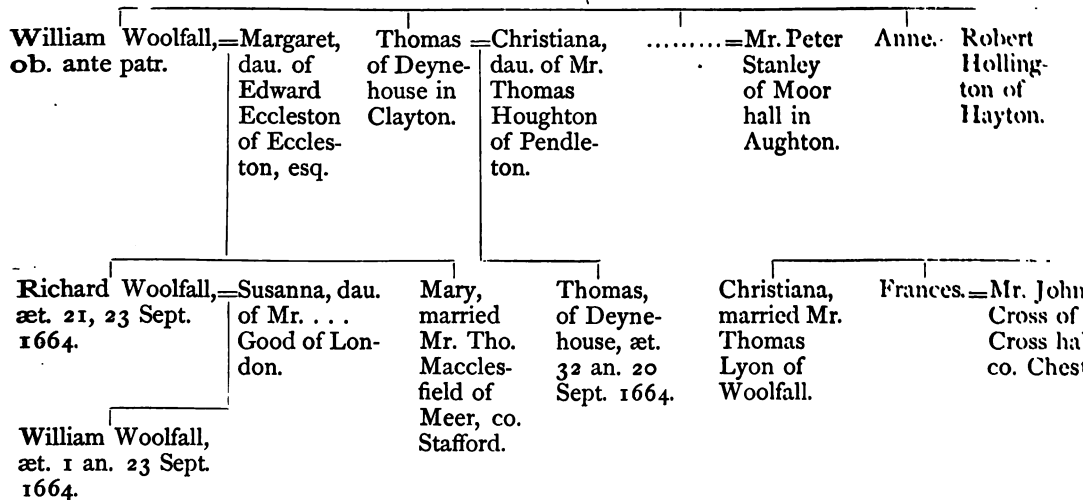 William Woolfall,=Margaret,
ob. ante patr.
dau. of
Edward
Eccleston
of Eccles-
ton, esq.
Thomas =Christiana,
of Deyne-
house in
Clayton.
dau. of Mr.
Thomas
Houghton
of Pendle-
ton.
.........=Mr. Peter
Stanley
of Moor
hall in
Aughton.
Anne.
Robert
Holling-
ton of
Hayton.
Richard Woolfall,=Susanna, dau.
æt. 21, 23 Sept.
1664.
of Mr. . . .
Good of Lon-
don.
Mary,
married
Mr. Tho.
Maccles-
field of
Meer, co.
Stafford.
Thomas,
of Deyne-
house, æt.
32 an. 20
Sept. 1664.
Christiana,
married Mr.
Thomas
Lyon of
Woolfall.
Frances.=Mr. John
Cross of
Cross
co.
William Woolfall,
æt. 1 an. 23 Sept.
1664.